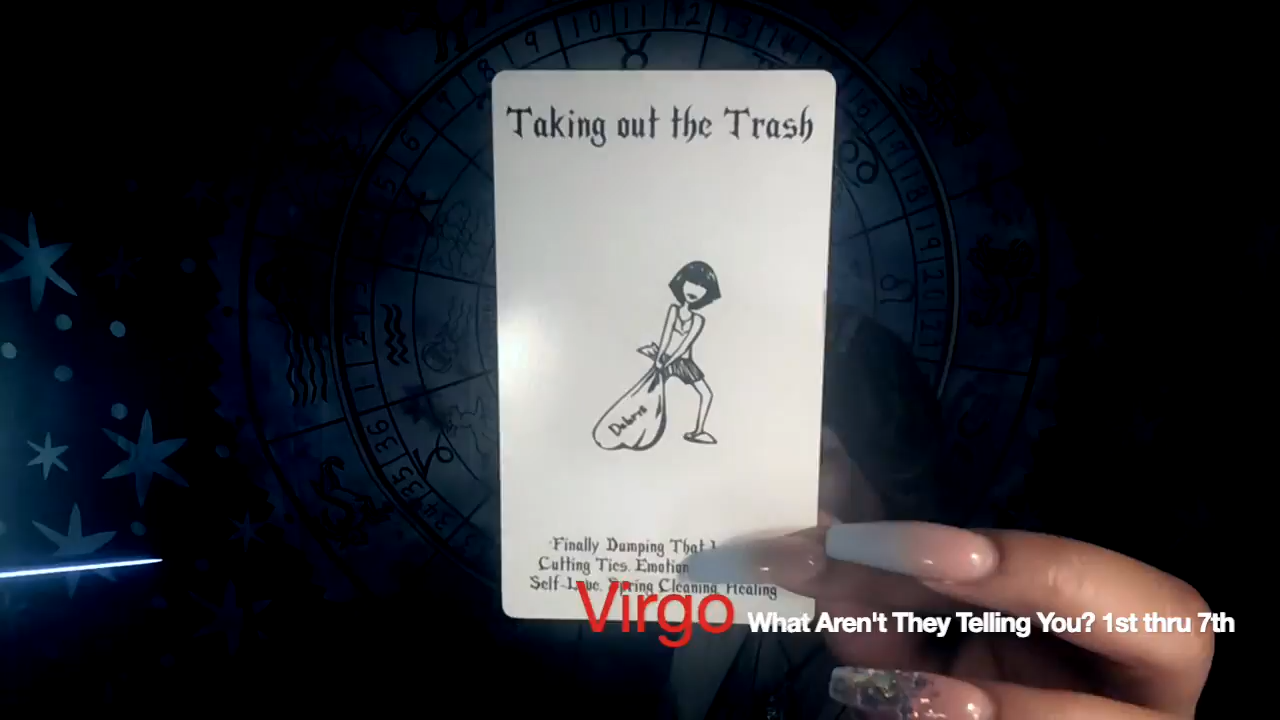 Taking out the Trash
Debris
Finally Dumping That
Cutting Ties. Emotion
Self-Love. Spring Cleaning. Healing
Virgo What Aren't They Telling You? 1st thru 7th